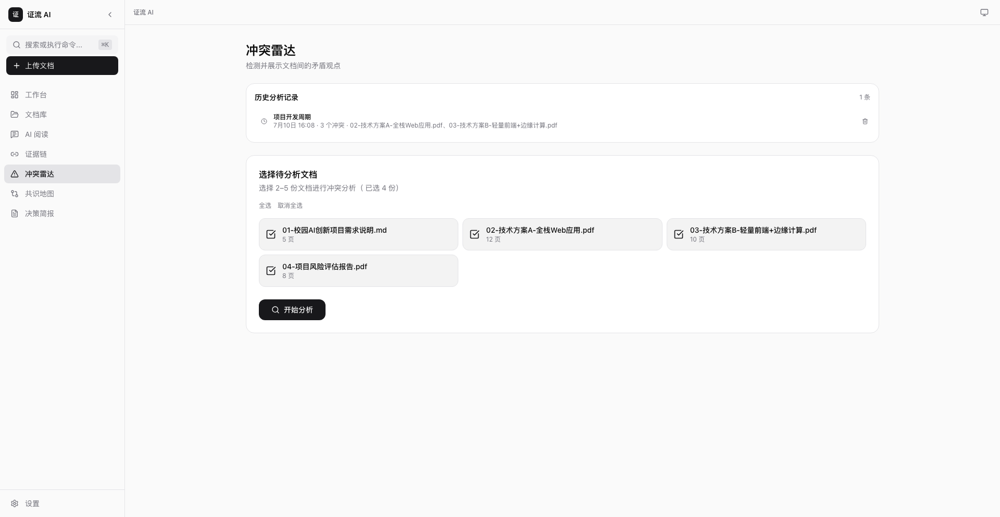 证 证流 AI
搜索或执行命令... ⌘K
上传文档
工作台
文档库
AI 阅读
证据链
冲突雷达
共识地图
决策简报
设置
证流 AI
冲突雷达
检测并展示文档间的矛盾观点
历史分析记录 1 条
项目开发周期
7月10日 16:08 · 3 个冲突 · 02-技术方案A-全栈Web应用.pdf、03-技术方案B-轻量前端+边缘计算.pdf
选择待分析文档
选择 2–5 份文档进行冲突分析（ 已选 4 份）
全选 取消全选
01-校园AI创新项目需求说明.md
5 页
02-技术方案A-全栈Web应用.pdf
12 页
03-技术方案B-轻量前端+边缘计算.pdf
10 页
04-项目风险评估报告.pdf
8 页
开始分析